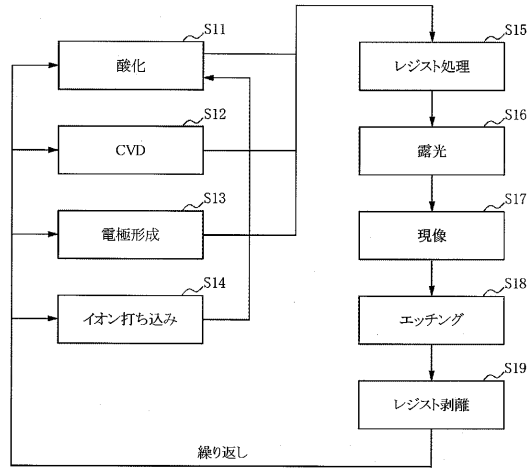 S11
酸化
S12
CVD
S13
電極形成
S14
イオン打ち込み
S15
レジスト処理
S16
露光
S17
現像
S18
エッチング
S19
レジスト剥離
繰り返し